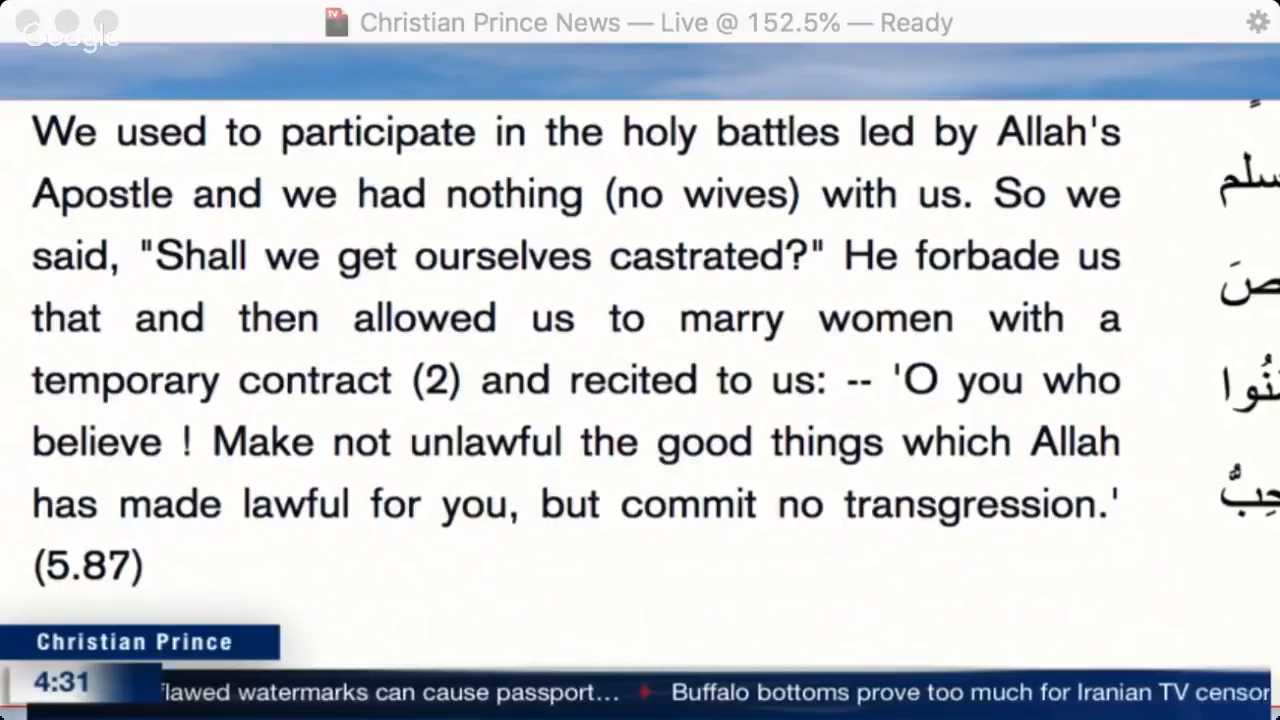 Google
Christian Prince News — Live @ 152.5% — Ready
We used to participate in the holy battles led by Allah's
Apostle and we had nothing (no wives) with us. So we
said, "Shall we get ourselves castrated?" He forbade us
that and then allowed us to marry women with a
temporary contract (2) and recited to us: -- 'O you who
believe ! Make not unlawful the good things which Allah
has made lawful for you, but commit no transgression.'
(5.87)
Christian Prince
4:31
watermarks can cause passport... Buffalo bottoms prove too much for Iranian TV